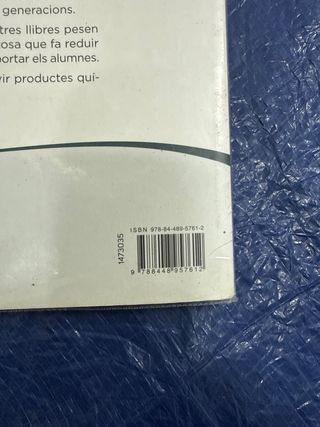 generacions.
tres llibres pesen
osa que fa reduir
portar els alumnes.
vir productes quí-
ISBN 978-84-489-5761-2
1473035
9 788448 957612